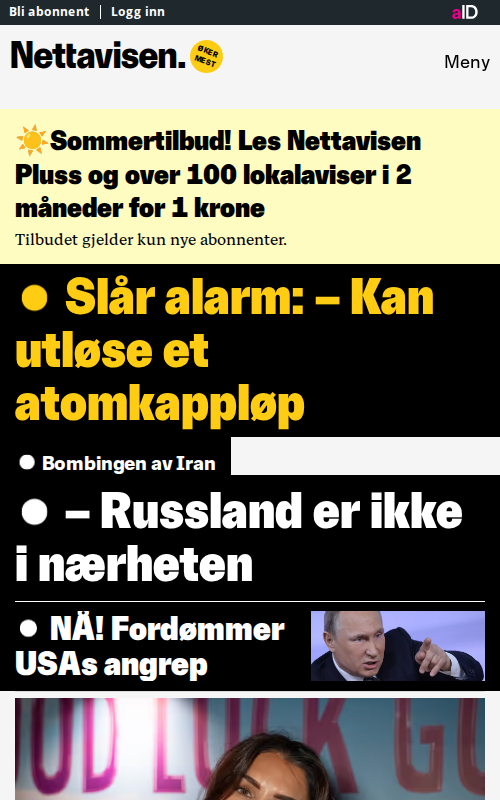 Bli abonnent | Logg inn
aID
Nettavisen.
ØKER
MEST
Meny
Sommertilbud! Les Nettavisen
Pluss og over 100 lokalaviser i 2
måneder for 1 krone
Tilbudet gjelder kun nye abonnenter.
Slår alarm: – Kan
utløse et
atomkappløp
Bombingen av Iran
– Russland er ikke
i nærheten
NÅ! Fordømmer
USAs angrep
LUCK